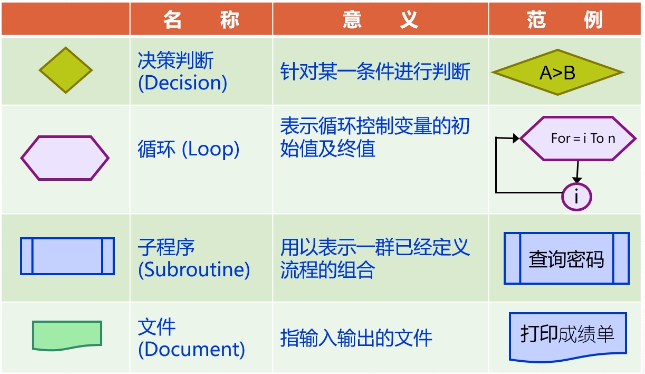 名 称 意 义 范 例
决策判断
(Decision)
针对某一条件进行判断
A>B
循环 (Loop)
表示循环控制变量的初
始值及终值
For = i To n
i
子程序
(Subroutine)
用以表示一群已经定义
流程的组合
查询密码
文件
(Document)
指输入输出的文件
打印成绩单